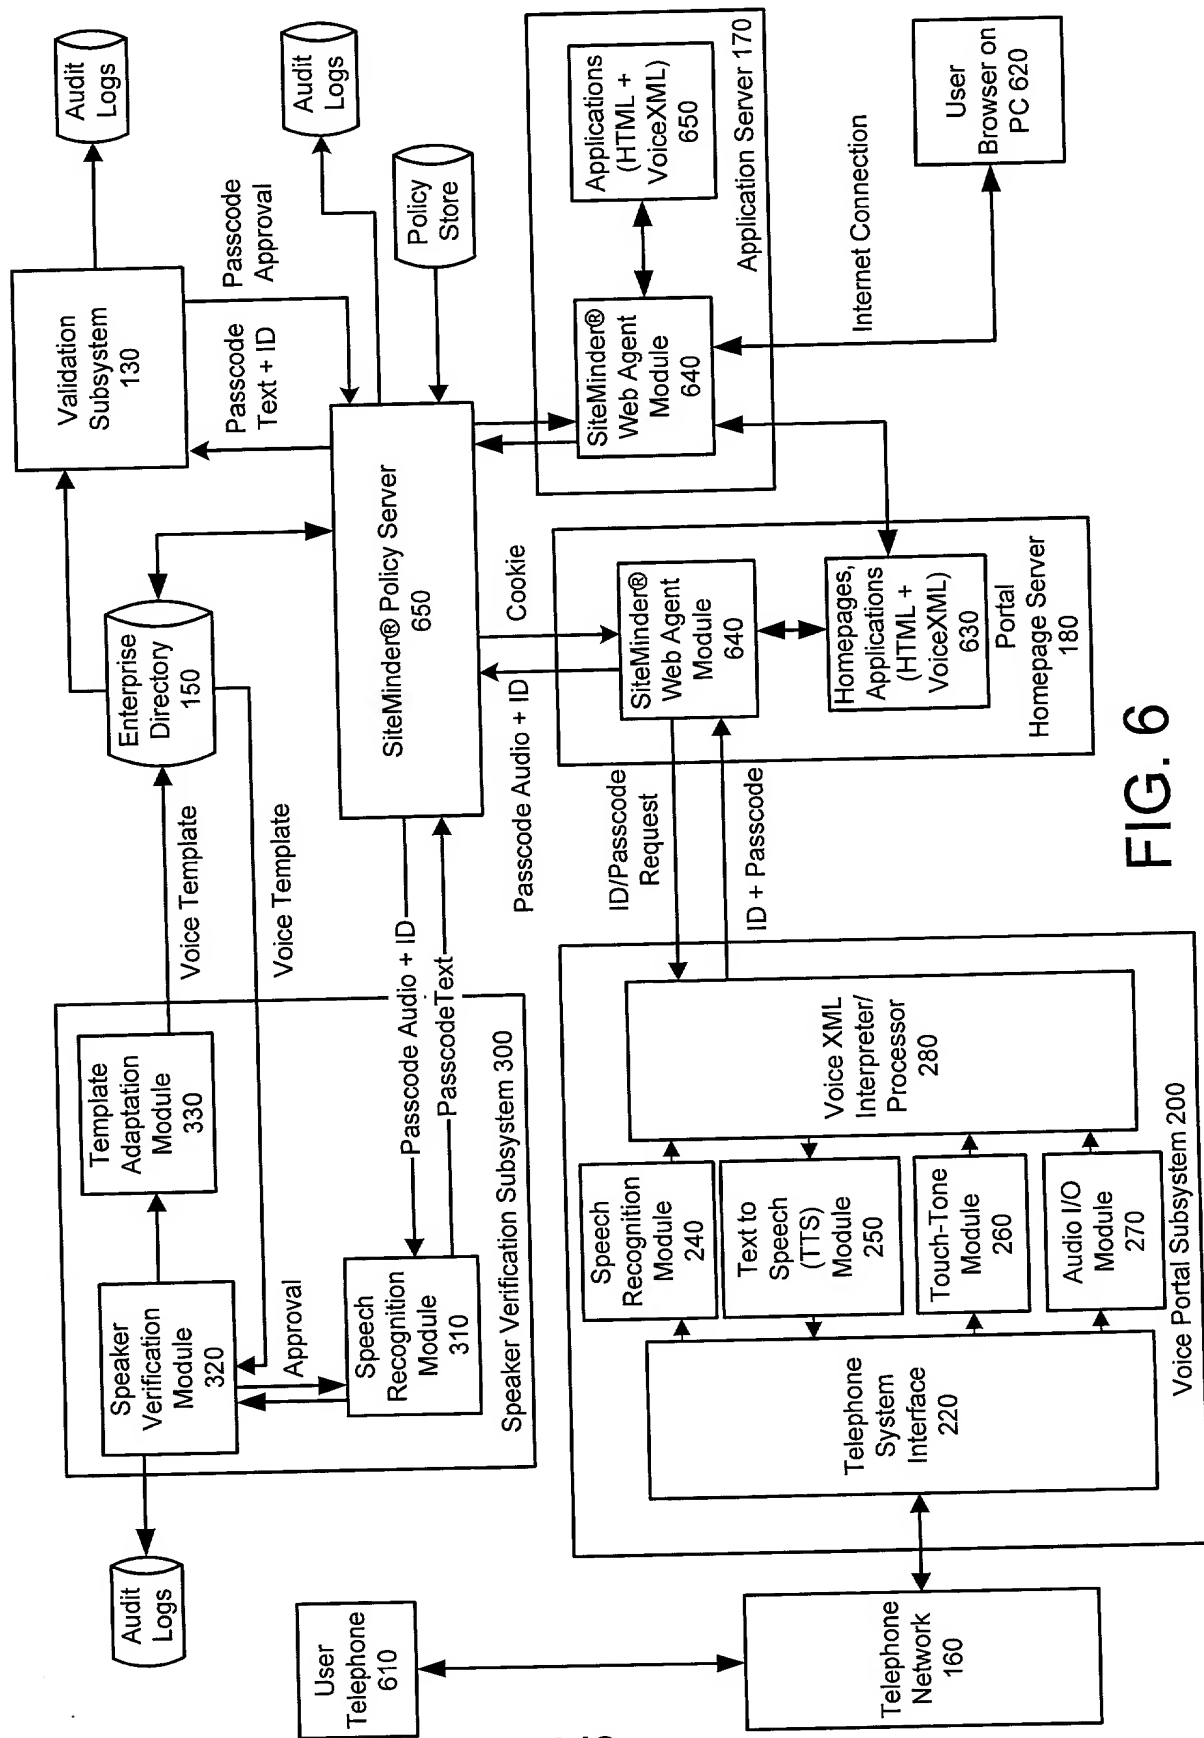 Audit
Logs
Speaker
Verification
Module
320
Template
Adaptation
Module
330
Voice Template
Enterprise
Directory
150
Validation
Subsystem
130
Audit
Logs
Voice Template
Approval
Speech
Recognition
Module
310
Speaker Verification Subsystem 300
Passcode Audio + ID
PasscodeText
Passcode
Text + ID
Passcode
Approval
SiteMinder® Policy Server
650
Audit
Logs
Policy
Store
User
Telephone
610
Telephone
Network
160
Telephone
System
Interface
220
Speech
Recognition
Module
240
Text to
Speech
(TTS)
Module
250
Touch-Tone
Module
260
Audio I/O
Module
270
Voice XML
Interpreter/
Processor
280
Voice Portal Subsystem 200
Passcode Audio + ID
Cookie
ID/Passcode
Request
ID + Passcode
SiteMinder®
Web Agent
Module
640
Homepages,
Applications
(HTML +
VoiceXML)
630
Portal
Homepage Server
180
SiteMinder®
Web Agent
Module
640
Applications
(HTML +
VoiceXML)
650
Application Server 170
Internet Connection
User
Browser on
PC 620
FIG. 6